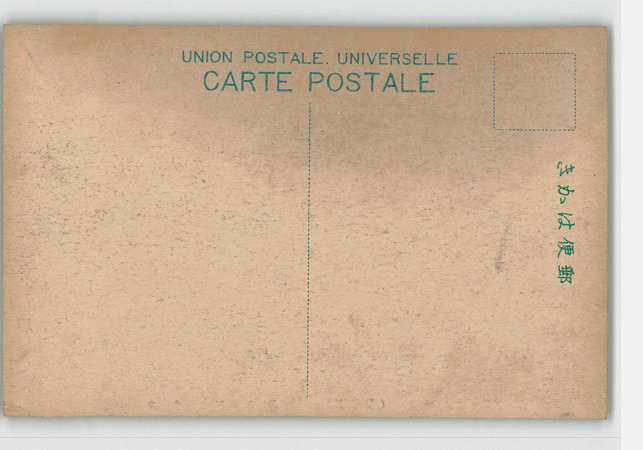 UNION POSTALE. UNIVERSELLE
CARTE POSTALE
きかは便郵